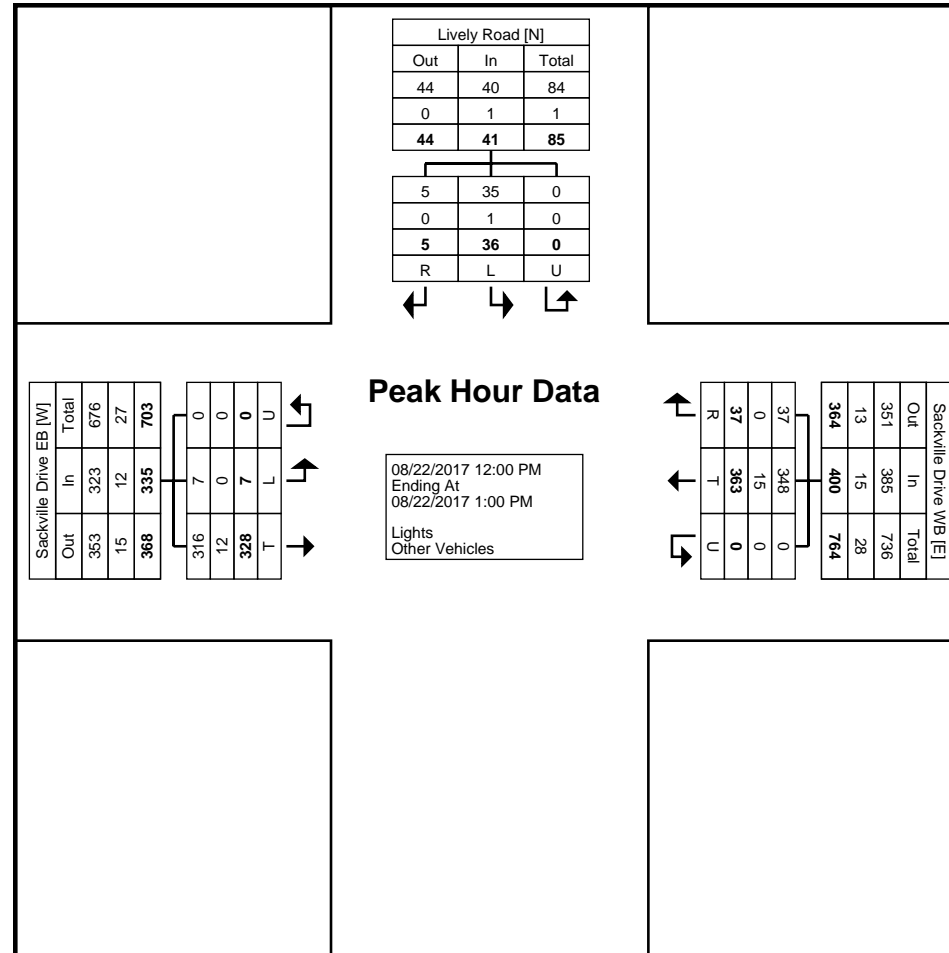 Lively Road [N]
Out In Total
44 40 84
0 1 1
44 41 85
5 35 0
0 1 0
5 36 0
R L U
Peak Hour Data
08/22/2017 12:00 PM
Ending At
08/22/2017 1:00 PM
Lights
Other Vehicles
Sackville Drive EB [W]
Out In Total
353 323 676
15 12 27
368 335 703
316 7 0
12 0 0
328 7 0
T L U
Sackville Drive WB [E]
Out In Total
351 385 736
13 15 28
364 400 764
37 348 0
0 15 0
37 363 0
R T U